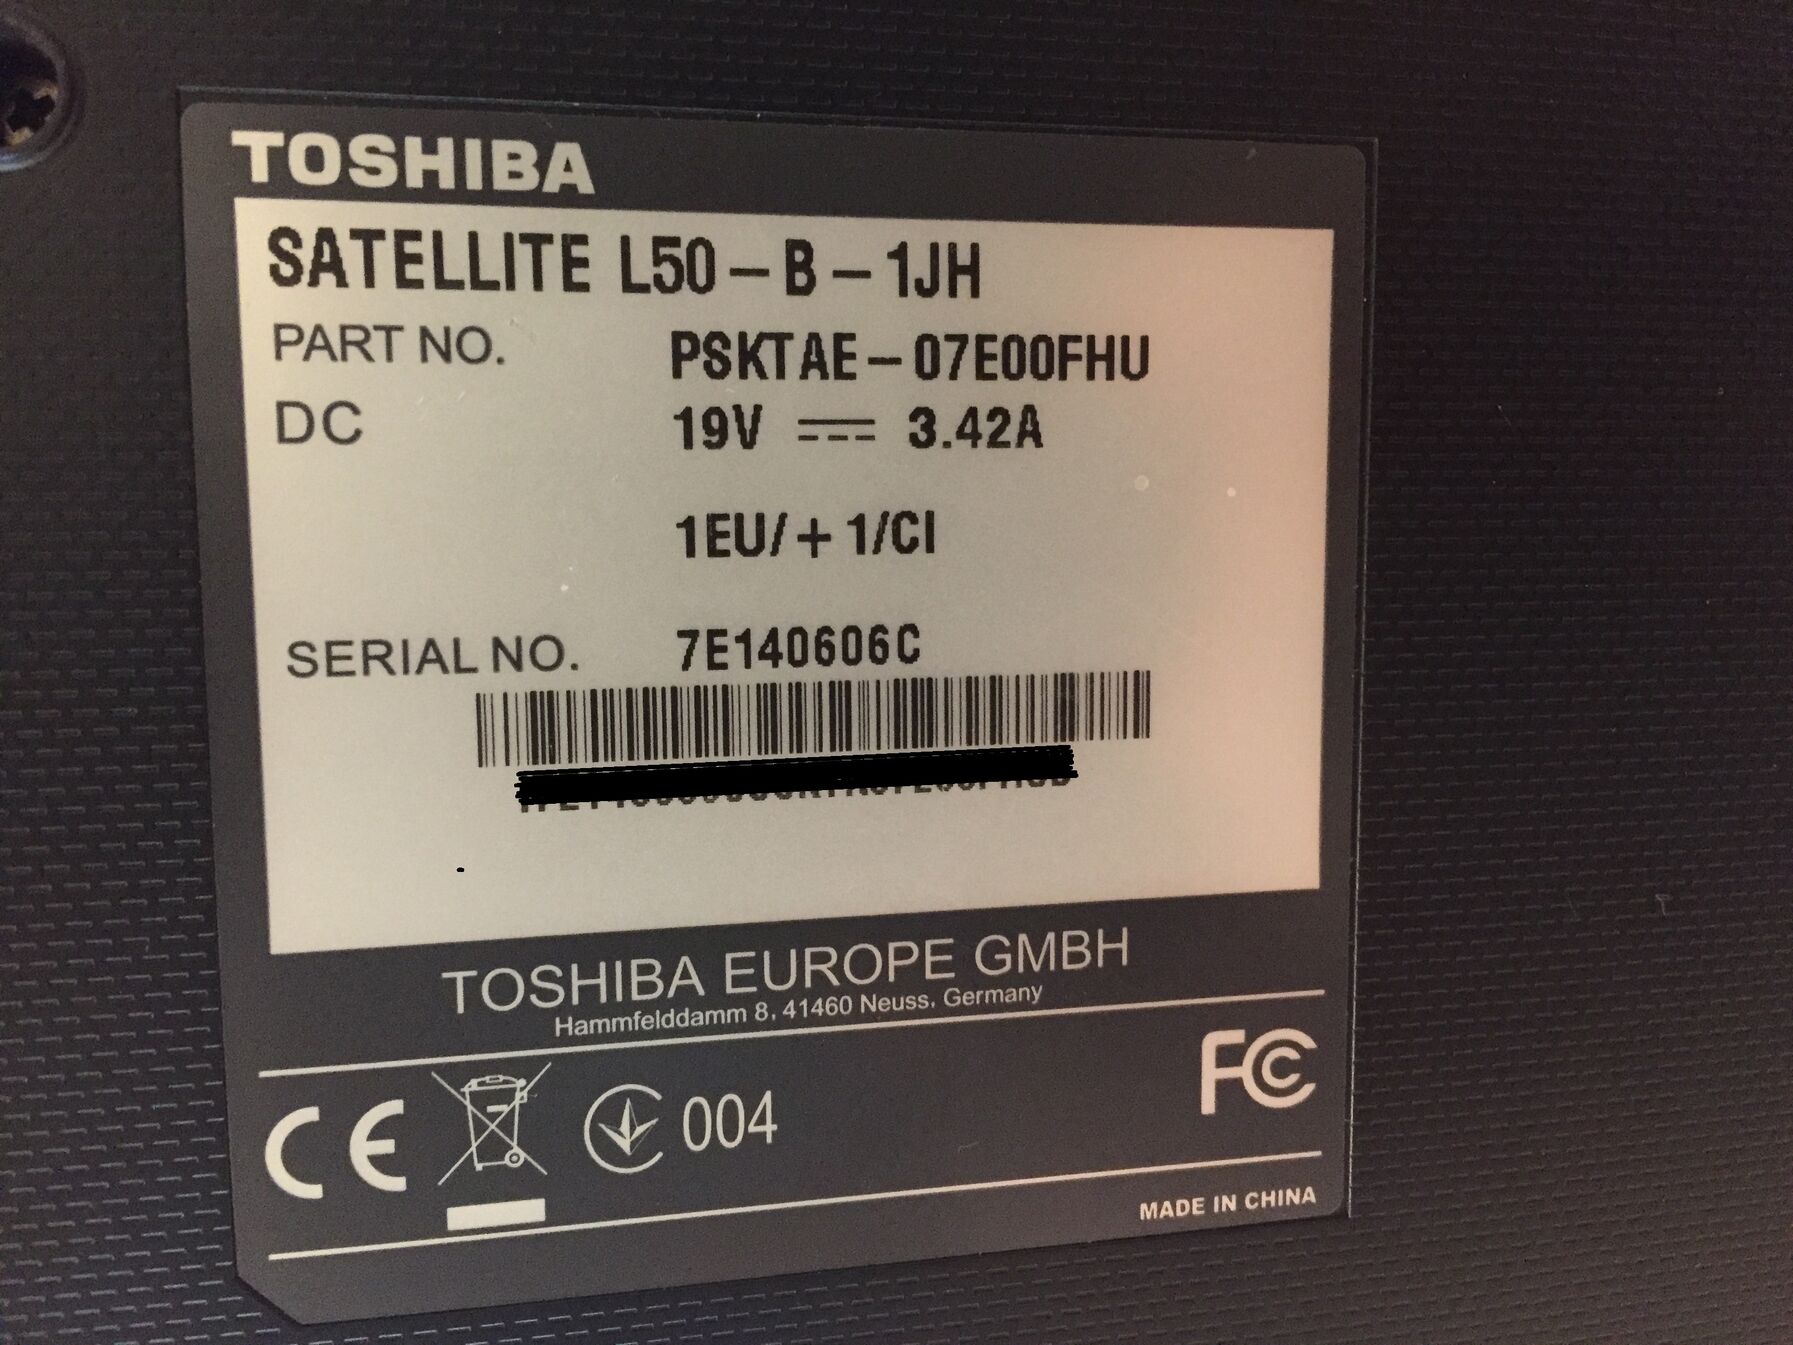 TOSHIBA
SATELLITE L50-B-1JH
PART NO. PSKTAE-07E00FHU
DC 19V ⎓ 3.42A
1EU/+1/CI
SERIAL NO. 7E140606C
TOSHIBA EUROPE GMBH
Hammfelddamm 8, 41460 Neuss, Germany
CE 004 FC
MADE IN CHINA